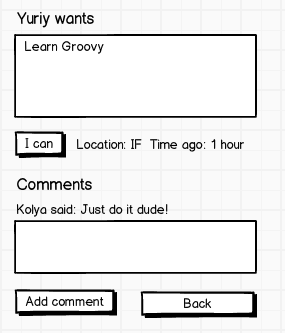 Yuriy wants
Learn Groovy
I can Location: IF Time ago: 1 hour
Comments
Kolya said: Just do it dude!
Add comment Back